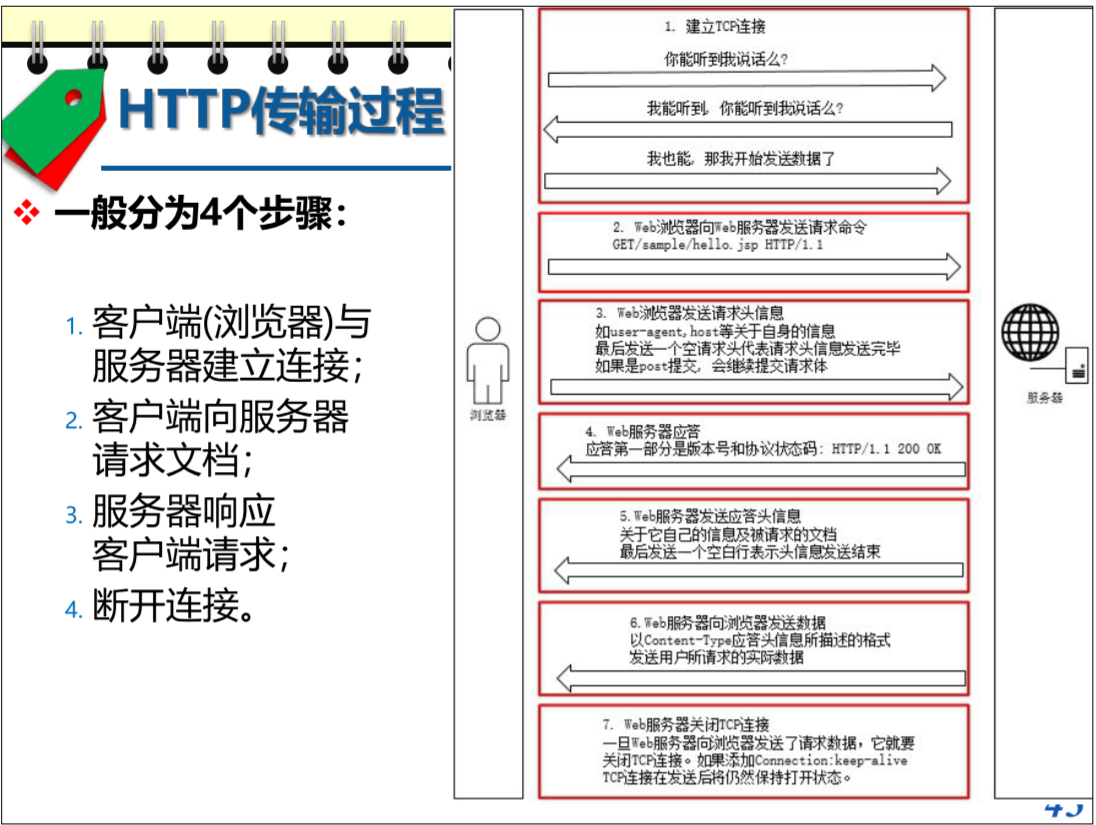 HTTP传输过程
一般分为4个步骤：
1. 客户端(浏览器)与
服务器建立连接；
2. 客户端向服务器
请求文档；
3. 服务器响应
客户端请求；
4. 断开连接。
浏览器
1. 建立TCP连接
你能听到我说话么?
我能听到，你能听到我说话么?
我也能，那我开始发送数据了
2. Web浏览器向Web服务器发送请求命令
GET/sample/hello.jsp HTTP/1.1
3. Web浏览器发送请求头信息
如user-agent,host等关于自身的信息
最后发送一个空请求头代表请求头信息发送完毕
如果是post提交，会继续提交请求体
4. Web服务器应答
应答第一部分是版本号和协议状态码：HTTP/1.1 200 OK
5.Web服务器发送应答头信息
关于它自己的信息及被请求的文档
最后发送一个空白行表示头信息发送结束
6.Web服务器向浏览器发送数据
以Content-Type应答头信息所描述的格式
发送用户所请求的实际数据
7. Web服务器关闭TCP连接
一旦Web服务器向浏览器发送了请求数据，它就要
关闭TCP连接。如果添加Connection:keep-alive
TCP连接在发送后将仍然保持打开状态。
服务器